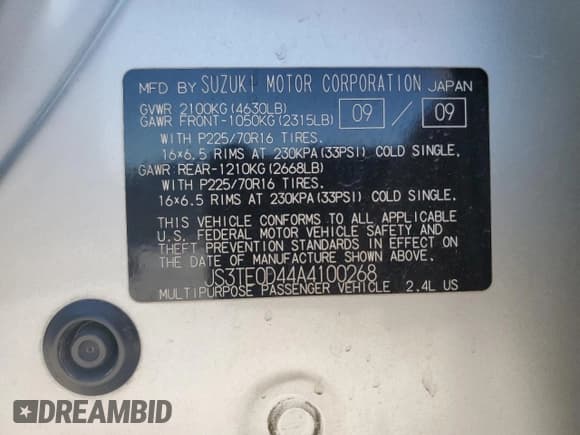 MFD BY SUZUKI MOTOR CORPORATION JAPAN
GVWR 2100KG(4630LB)
GAWR FRONT-1050KG(2315LB) 09 / 09
WITH P225/70R16 TIRES.
16×6.5 RIMS AT 230KPA(33PSI) COLD SINGLE.
GAWR REAR-1210KG(2668LB)
WITH P225/70R16 TIRES.
16×6.5 RIMS AT 230KPA(33PSI) COLD SINGLE.
THIS VEHICLE CONFORMS TO ALL APPLICABLE
U.S. FEDERAL MOTOR VEHICLE SAFETY AND
THEFT PREVENTION STANDARDS IN EFFECT ON
THE DATE OF MANUFACTURE SHOWN ABOVE.
JS3TE0D44A4100268
MULTIPURPOSE PASSENGER VEHICLE 2.4L US
DREAMBID